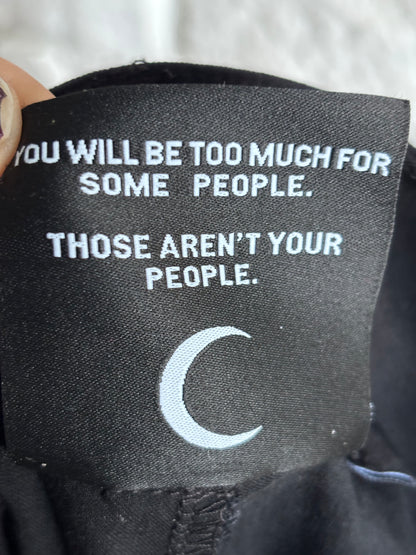 YOU WILL BE TOO MUCH FOR
SOME PEOPLE.
THOSE AREN'T YOUR
PEOPLE.